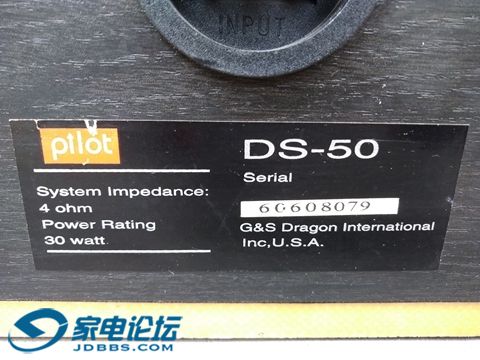 INPUT
pilot
DS-50
System Impedance:
4 ohm
Power Rating
30 watt
Serial
60608079
G&S Dragon International
Inc,U.S.A.
家电论坛
JDBBS.COM